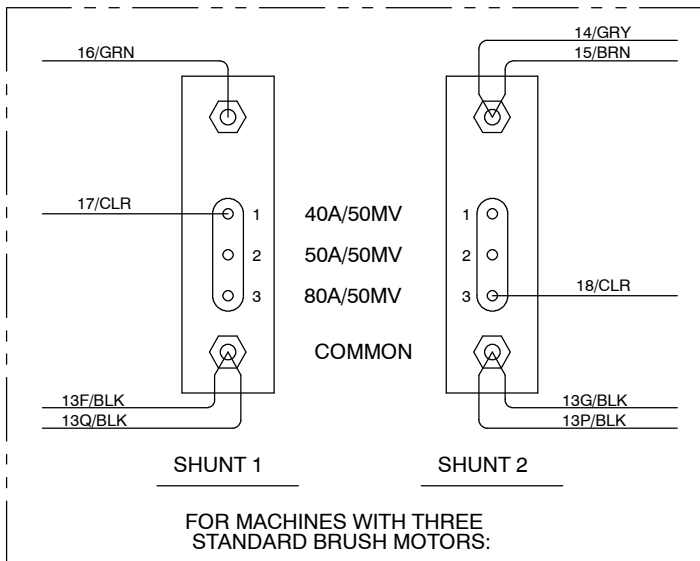 14/GRY
16/GRN
15/BRN
17/CLR
1 40A/50MV 1
2 50A/50MV 2
3 80A/50MV 3
18/CLR
COMMON
13F/BLK
13G/BLK
13Q/BLK
13P/BLK
SHUNT 1
SHUNT 2
FOR MACHINES WITH THREE
STANDARD BRUSH MOTORS: